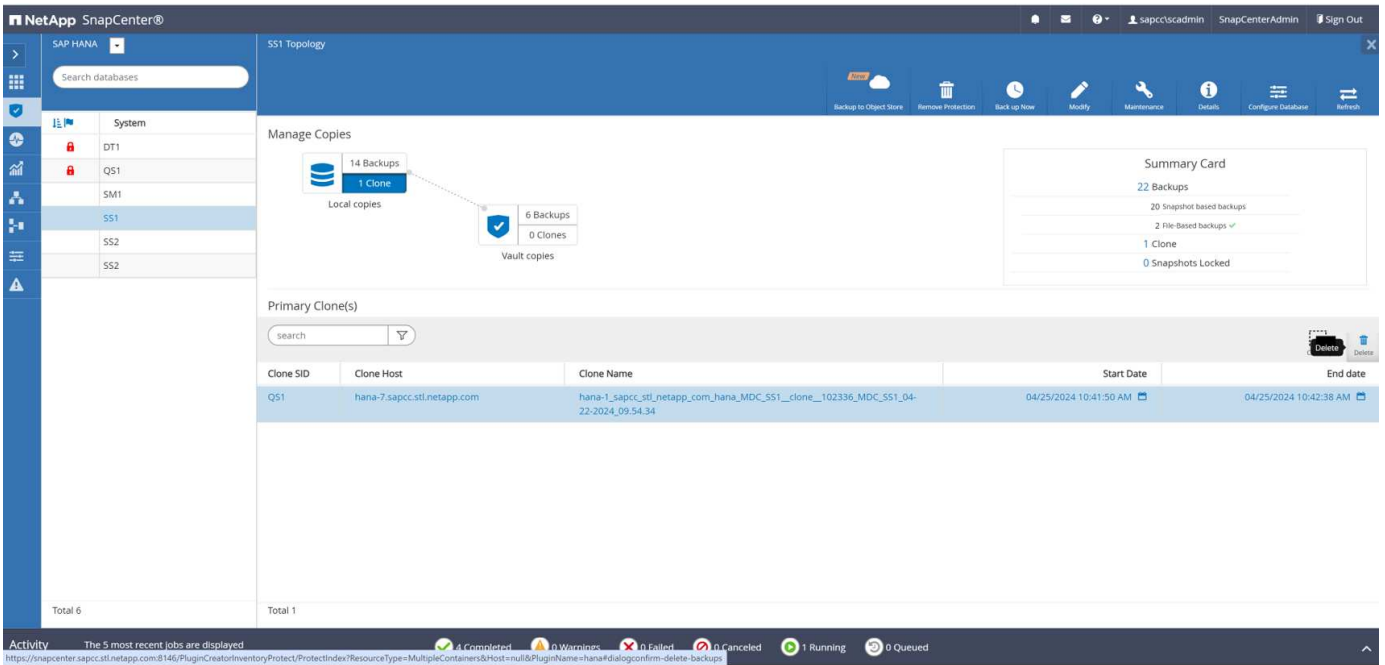 NetApp SnapCenter®
sapcc\scadmin SnapCenterAdmin Sign Out
SAP HANA
Search databases
System
DT1
QS1
SM1
SS1
SS2
SS2
Total 6
SS1 Topology
New
Backup to Object Store Remove Protection Back up Now Modify Maintenance Details Configure Database Refresh
Manage Copies
14 Backups
1 Clone
Local copies
6 Backups
0 Clones
Vault copies
Summary Card
22 Backups
20 Snapshot based backups
2 File-Based backups
1 Clone
0 Snapshots Locked
Primary Clone(s)
search
Delete
Delete
Clone SID Clone Host Clone Name Start Date End date
QS1 hana-7.sapcc.stl.netapp.com hana-1_sapcc_stl_netapp_com_hana_MDC_SS1__clone__102336_MDC_SS1_04-
22-2024_09.54.34 04/25/2024 10:41:50 AM 04/25/2024 10:42:38 AM
Total 1
Activity The 5 most recent jobs are displayed 4 Completed 0 Warnings 0 Failed 0 Canceled 1 Running 0 Queued
https://snapcenter.sapcc.stl.netapp.com:8146/PluginCreatorInventoryProtect/ProtectIndex?ResourceType=MultipleContainers&Host=null&PluginName=hana#dialogconfirm-delete-backups